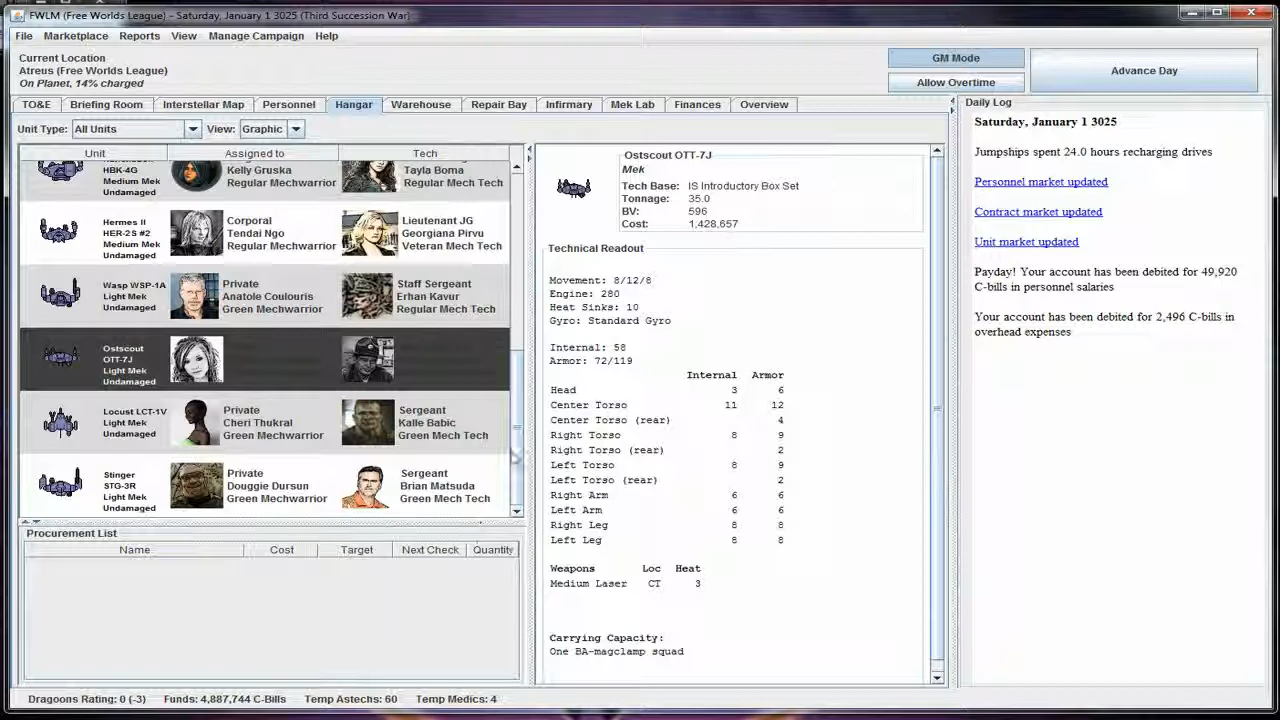 FWLM (Free Worlds League) - Saturday, January 1 3025 (Third Succession War)
File Marketplace Reports View Manage Campaign Help
Current Location
Atreus (Free Worlds League)
On Planet, 14% charged
GM Mode
Allow Overtime
Advance Day
TO&E Briefing Room Interstellar Map Personnel Hangar Warehouse Repair Bay Infirmary Mek Lab Finances Overview
Unit Type: All Units View: Graphic
Unit Assigned to Tech
HBK-4G
Medium Mek
Undamaged
Kelly Gruska
Regular Mechwarrior
Tayla Boma
Regular Mech Tech
Hermes II
HER-2S #2
Medium Mek
Undamaged
Corporal
Tendai Ngo
Regular Mechwarrior
Lieutenant JG
Georgiana Pirvu
Veteran Mech Tech
Wasp WSP-1A
Light Mek
Undamaged
Private
Anatole Coulouris
Green Mechwarrior
Staff Sergeant
Erhan Kavur
Regular Mech Tech
Ostscout
OTT-7J
Light Mek
Undamaged
Locust LCT-1V
Light Mek
Undamaged
Private
Cheri Thukral
Green Mechwarrior
Sergeant
Kalle Babic
Green Mech Tech
Stinger
STG-3R
Light Mek
Undamaged
Private
Douggie Dursun
Green Mechwarrior
Sergeant
Brian Matsuda
Green Mech Tech
Procurement List
Name Cost Target Next Check Quantity
Ostscout OTT-7J
Mek
Tech Base: IS Introductory Box Set
Tonnage: 35.0
BV: 596
Cost: 1,428,657
Technical Readout
Movement: 8/12/8
Engine: 280
Heat Sinks: 10
Gyro: Standard Gyro
Internal: 58
Armor: 72/119
Internal Armor
Head 3 6
Center Torso 11 12
Center Torso (rear) 4
Right Torso 8 9
Right Torso (rear) 2
Left Torso 8 9
Left Torso (rear) 2
Right Arm 6 6
Left Arm 6 6
Right Leg 8 8
Left Leg 8 8
Weapons Loc Heat
Medium Laser CT 3
Carrying Capacity:
One BA-magclamp squad
Daily Log
Saturday, January 1 3025
Jumpships spent 24.0 hours recharging drives
Personnel market updated
Contract market updated
Unit market updated
Payday! Your account has been debited for 49,920
C-bills in personnel salaries
Your account has been debited for 2,496 C-bills in
overhead expenses
Dragoons Rating: 0 (-3) Funds: 4,887,744 C-Bills Temp Astechs: 60 Temp Medics: 4